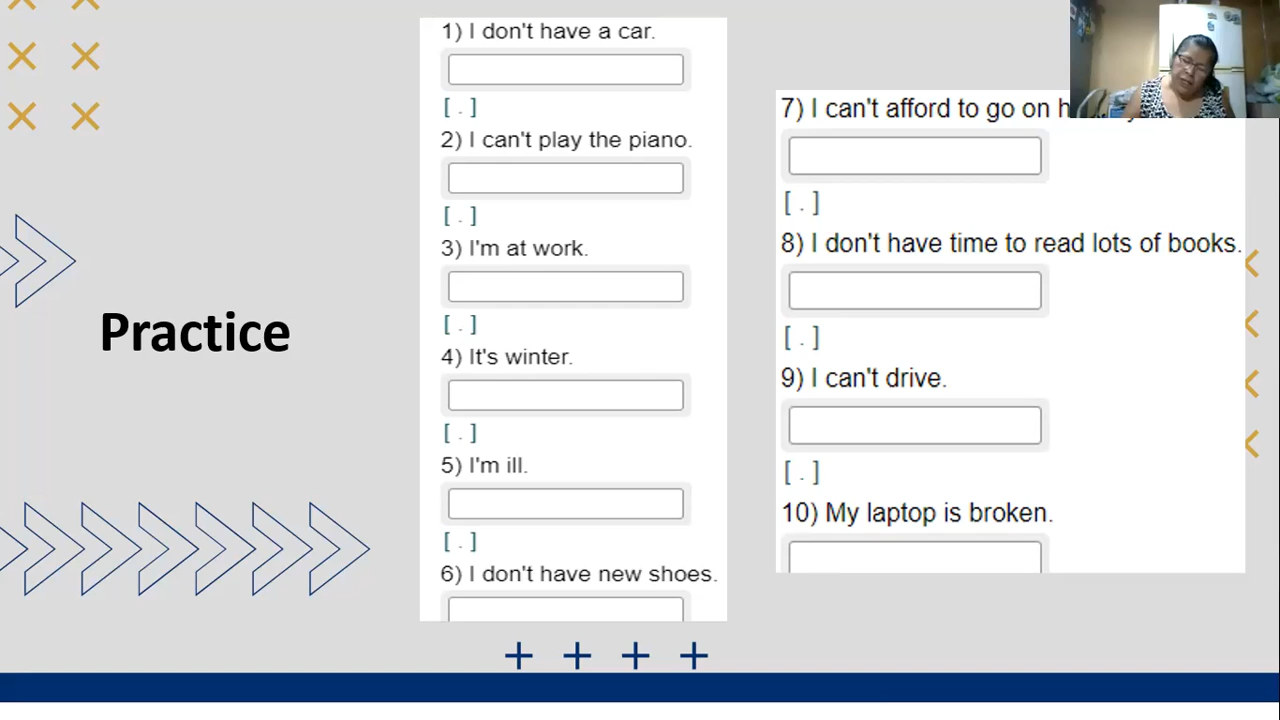 Practice
1) I don't have a car.
[ . ]
2) I can't play the piano.
[ . ]
3) I'm at work.
[ . ]
4) It's winter.
[ . ]
5) I'm ill.
[ . ]
6) I don't have new shoes.
7) I can't afford to go on
[ . ]
8) I don't have time to read lots of books.
[ . ]
9) I can't drive.
[ . ]
10) My laptop is broken.